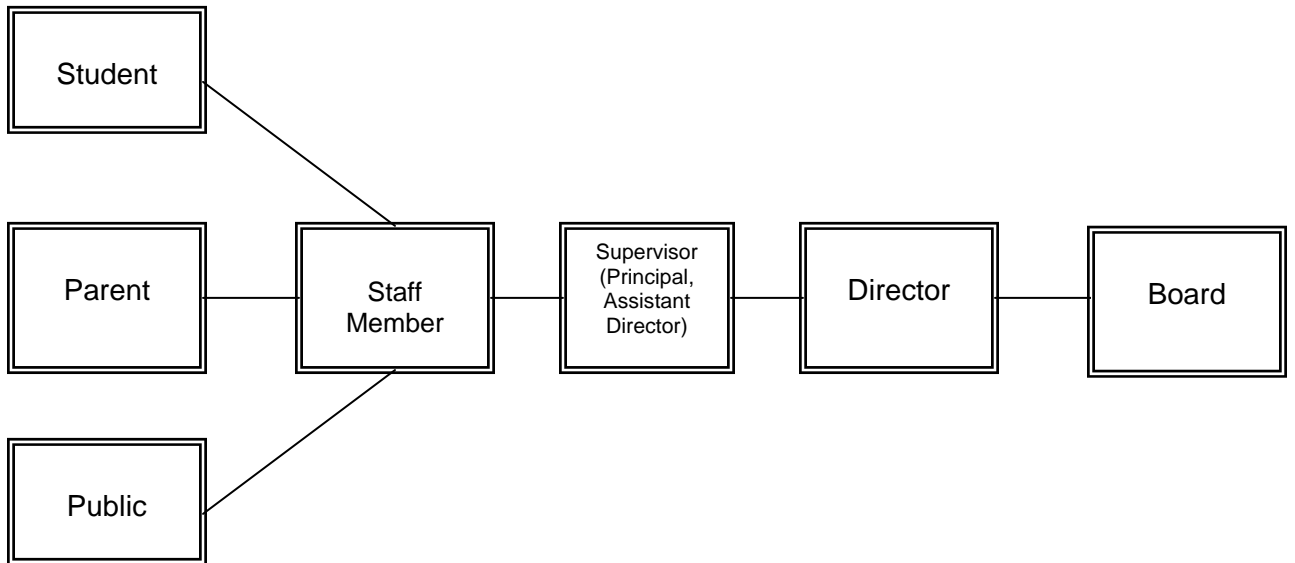 Student
Parent
Staff
Member
Supervisor
(Principal,
Assistant
Director)
Director
Board
Public